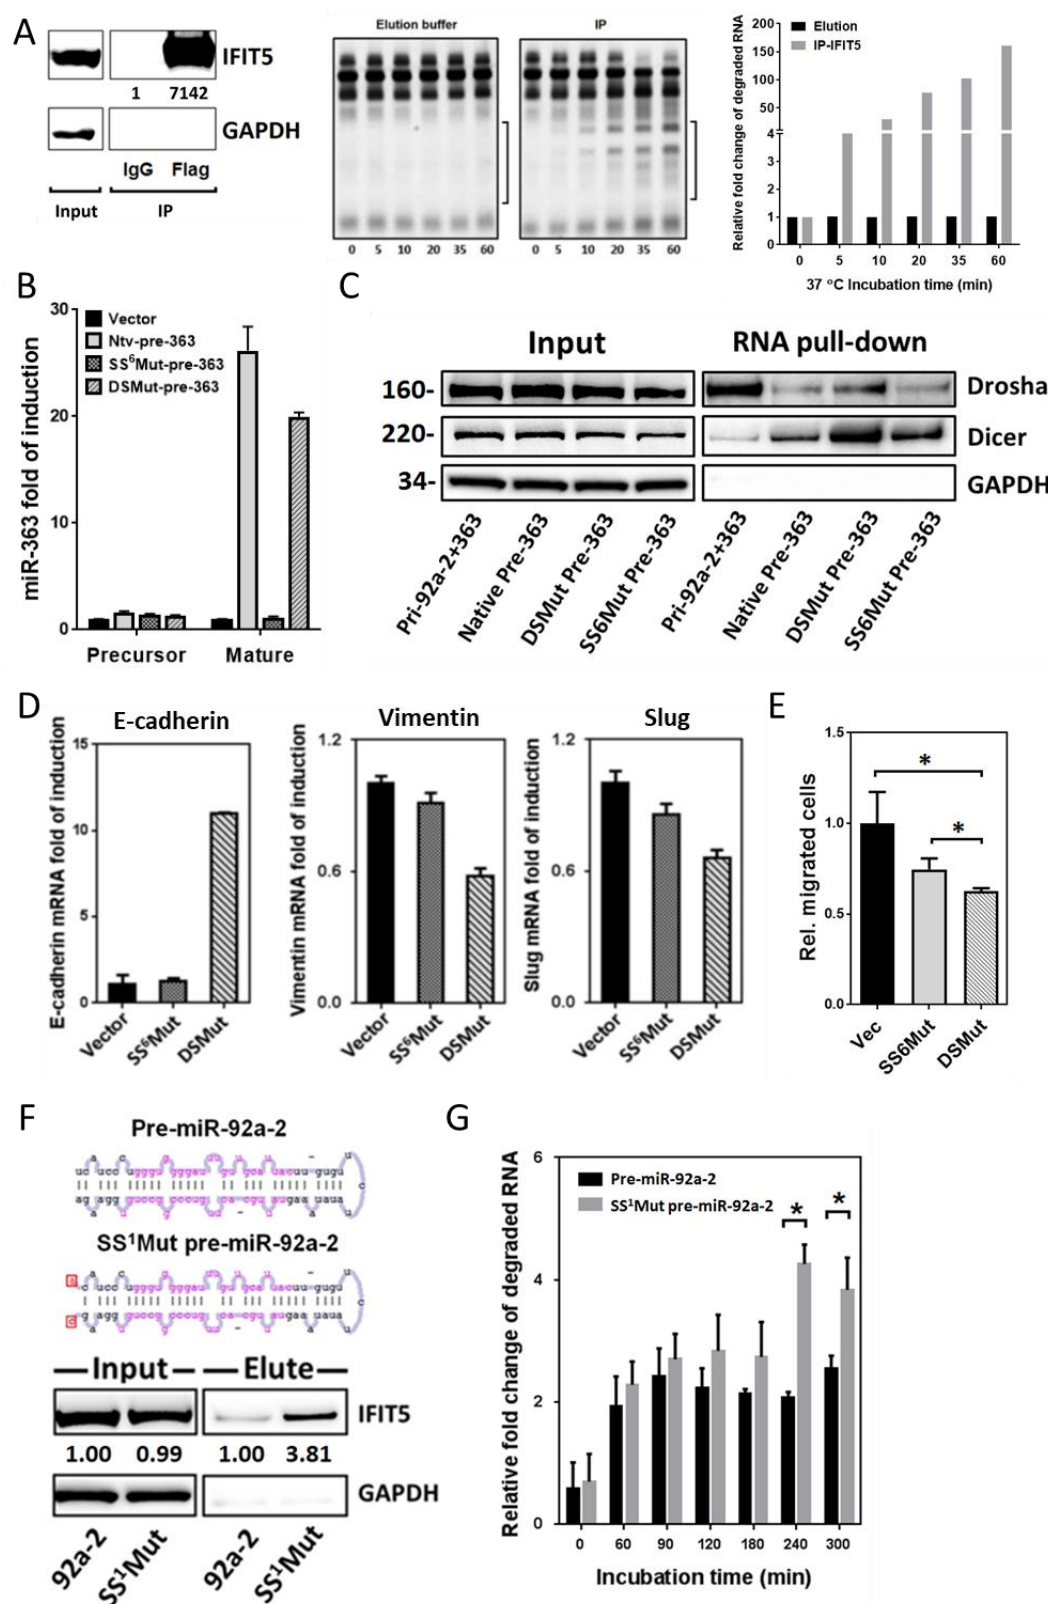 A
IFIT5
1 7142
GAPDH
IgG Flag
Input IP
Elution buffer
IP
0 5 10 20 35 60
0 5 10 20 35 60
Relative fold change of degraded RNA
200
150
100
50
4
3
2
1
0
Elution
IP-IFIT5
0 5 10 20 35 60
37 °C Incubation time (min)
B
miR-363 fold of induction
30
20
10
0
Vector
Ntv-pre-363
SS⁶Mut-pre-363
DSMut-pre-363
Precursor Mature
C
Input RNA pull-down
160- Drosha
220- Dicer
34- GAPDH
Pri-92a-2+363
Native Pre-363
DSMut Pre-363
SS6Mut Pre-363
Pri-92a-2+363
Native Pre-363
DSMut Pre-363
SS6Mut Pre-363
D
E-cadherin
E-cadherin mRNA fold of induction
15
10
5
0
Vector
SS⁶Mut
DSMut
Vimentin
Vimentin mRNA fold of induction
1.2
0.6
0.0
Vector
SS⁶Mut
DSMut
Slug
Slug mRNA fold of induction
1.2
0.6
0.0
Vector
SS⁶Mut
DSMut
E
Rel. migrated cells
1.5
1.0
0.5
0.0
*
*
Vec
SS6Mut
DSMut
F
Pre-miR-92a-2
SS¹Mut pre-miR-92a-2
Input Elute
IFIT5
1.00 0.99 1.00 3.81
GAPDH
92a-2
SS¹Mut
92a-2
SS¹Mut
G
Relative fold change of degraded RNA
6
4
2
0
Pre-miR-92a-2
SS¹Mut pre-miR-92a-2
* *
0 60 90 120 180 240 300
Incubation time (min)